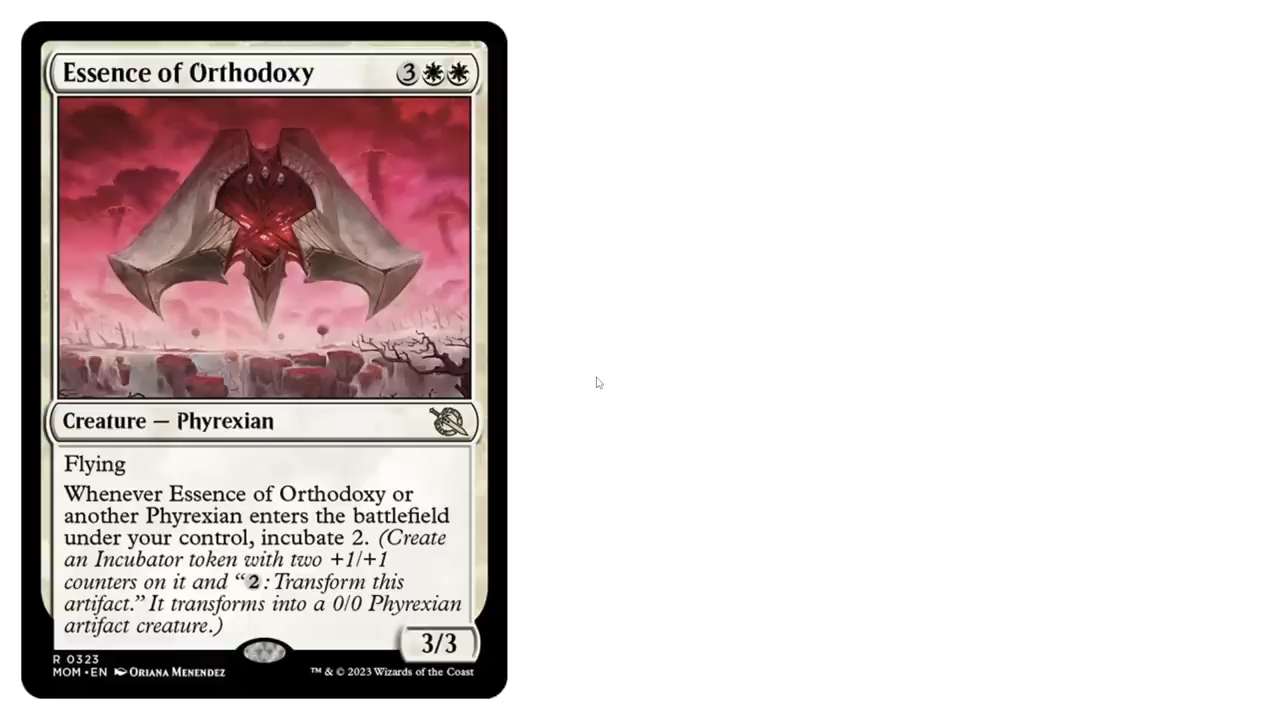 Essence of Orthodoxy 3
Creature — Phyrexian
Flying
Whenever Essence of Orthodoxy or
another Phyrexian enters the battlefield
under your control, incubate 2. (Create
an Incubator token with two +1/+1
counters on it and “2: Transform this
artifact.” It transforms into a 0/0 Phyrexian
artifact creature.)
3/3
R 0323
MOM • EN Oriana Menendez
™ & © 2023 Wizards of the Coast